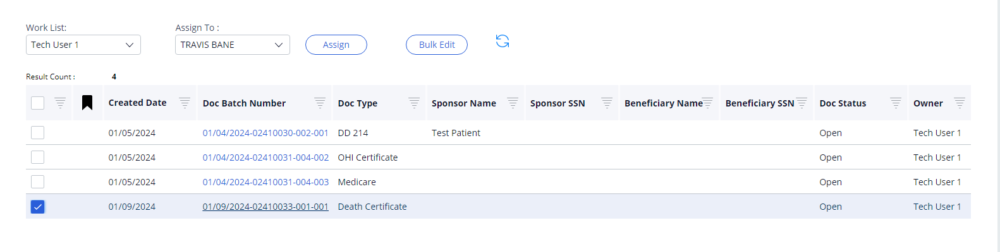 Work List: Assign To :
Tech User 1 TRAVIS BANE Assign Bulk Edit
Result Count : 4
Created Date Doc Batch Number Doc Type Sponsor Name Sponsor SSN Beneficiary Name Beneficiary SSN Doc Status Owner
01/05/2024 01/04/2024-02410030-002-001 DD 214 Test Patient Open Tech User 1
01/05/2024 01/04/2024-02410031-004-002 OHI Certificate Open Tech User 1
01/05/2024 01/04/2024-02410031-004-003 Medicare Open Tech User 1
01/09/2024 01/09/2024-02410033-001-001 Death Certificate Open Tech User 1